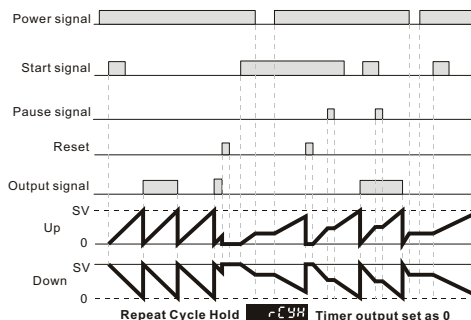 Power signal
Start signal
Pause signal
Reset
Output signal
SV
Up
0
SV
Down
0
Repeat Cycle Hold rCYH Timer output set as 0